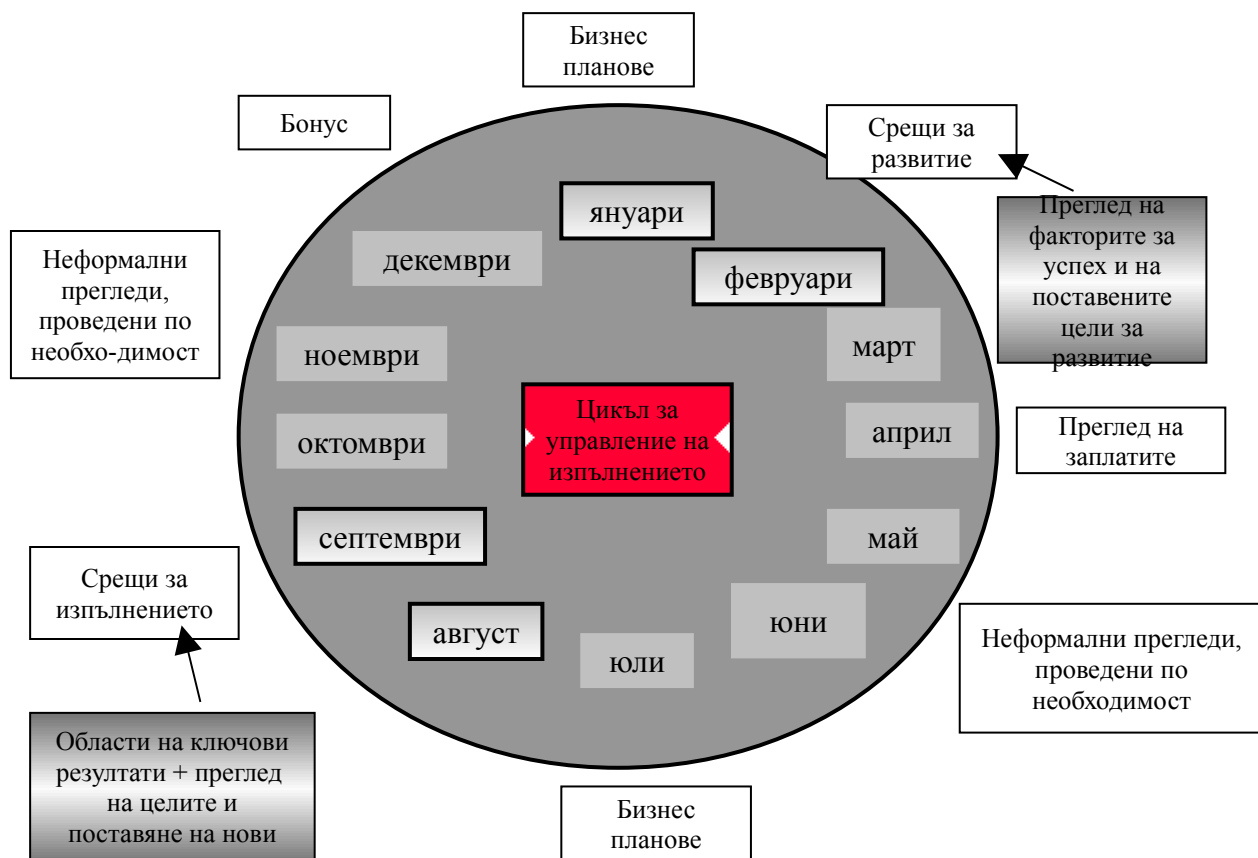 Бизнес
планове
Бонус
Срещи за
развитие
януари
Преглед на
факторите за
успех и на
поставените
цели за
развитие
Неформални
прегледи,
проведени по
необхо-димост
декември
февруари
март
ноември
Цикъл за
управление на
изпълнението
април
октомври
Преглед на
заплатите
септември
май
Срещи за
изпълнението
юни
август
юли
Неформални прегледи,
проведени по
необходимост
Области на ключови
резултати + преглед
на целите и
поставяне на нови
Бизнес
планове